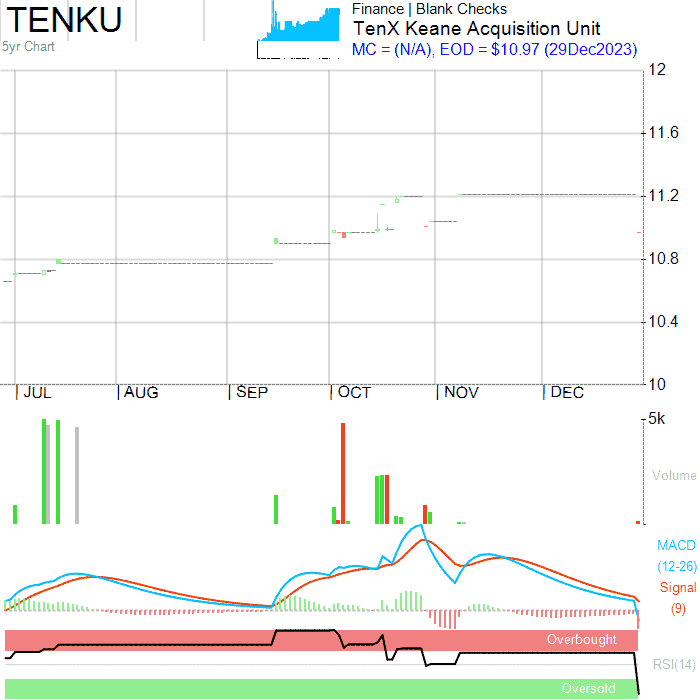 TENKU
5yr Chart
Finance | Blank Checks
TenX Keane Acquisition Unit
MC = (N/A), EOD = $10.97 (29Dec2023)
12
11.6
11.2
10.8
10.4
10
JUL AUG SEP OCT NOV DEC
5k
Volume
MACD
(12-26)
Signal
(9)
Overbought
RSI(14)
Oversold